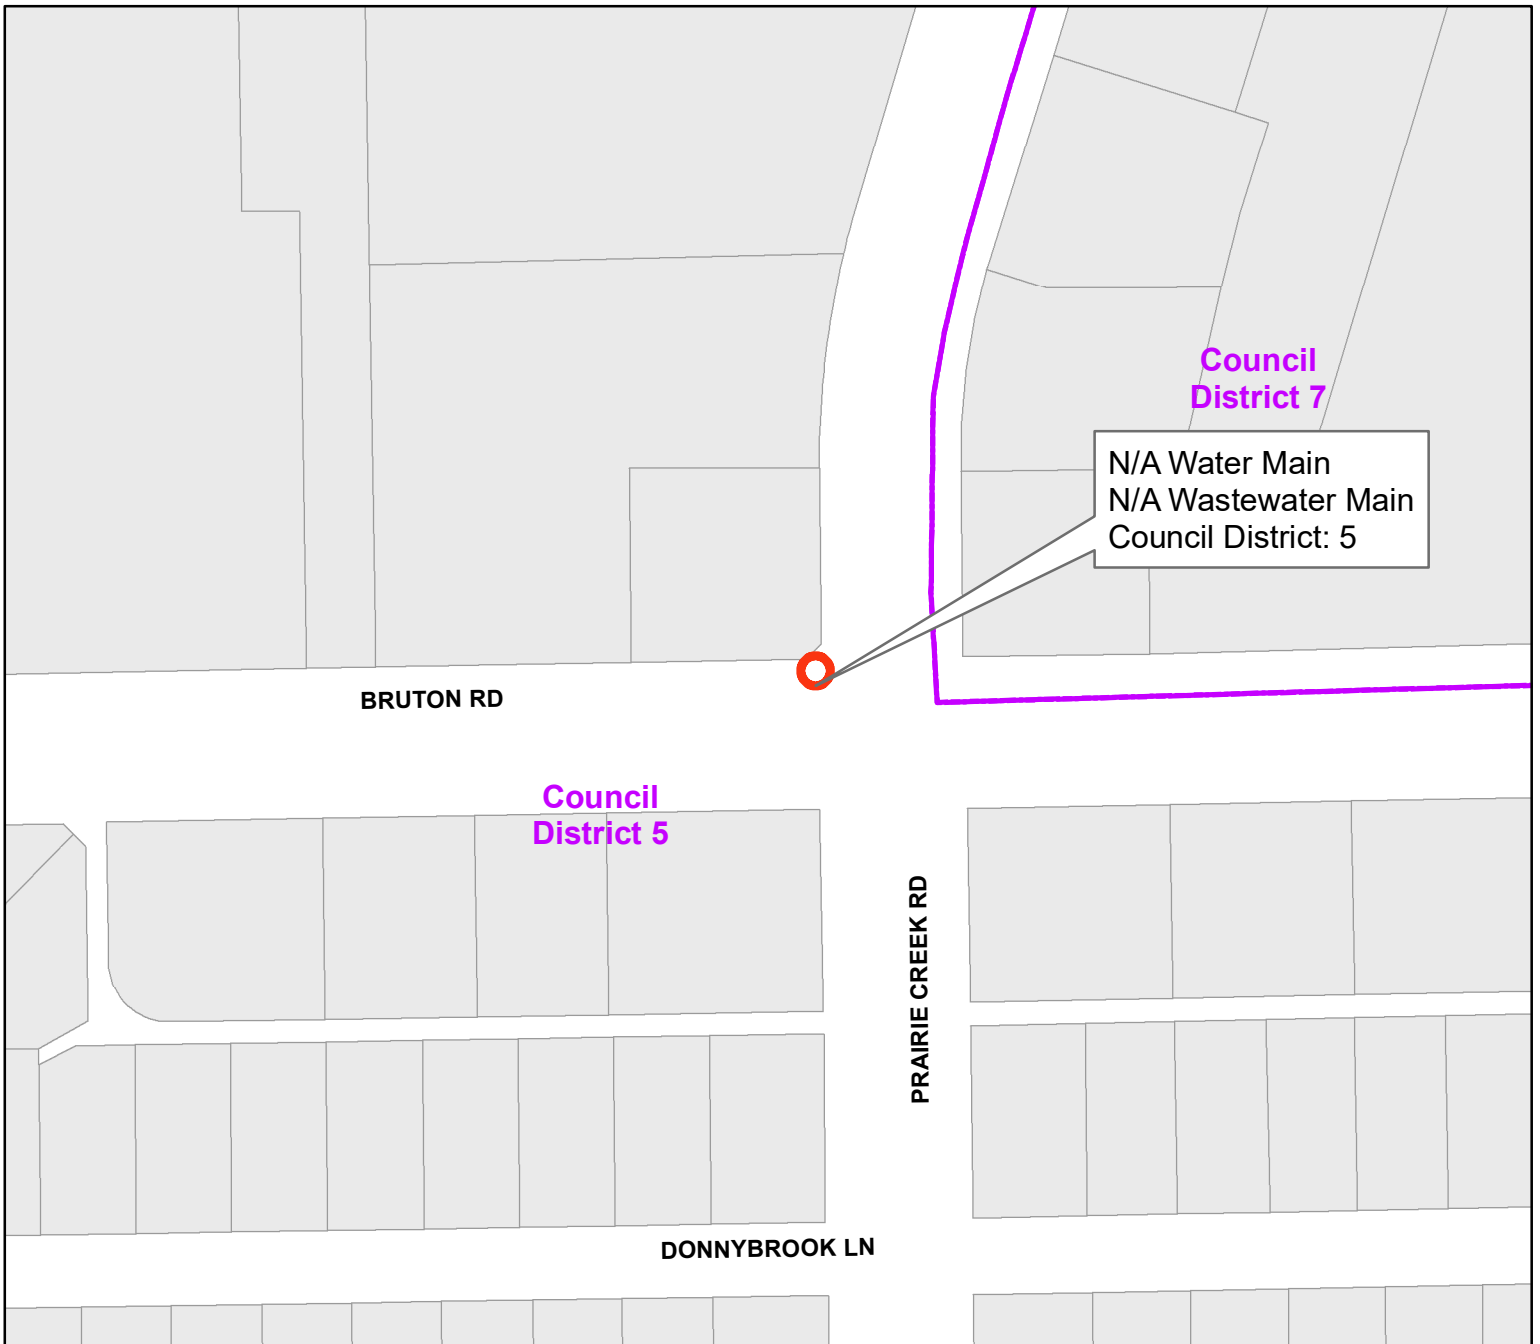 Council
District 7
N/A Water Main
N/A Wastewater Main
Council District: 5
BRUTON RD
Council
District 5
PRAIRIE CREEK RD
DONNYBROOK LN